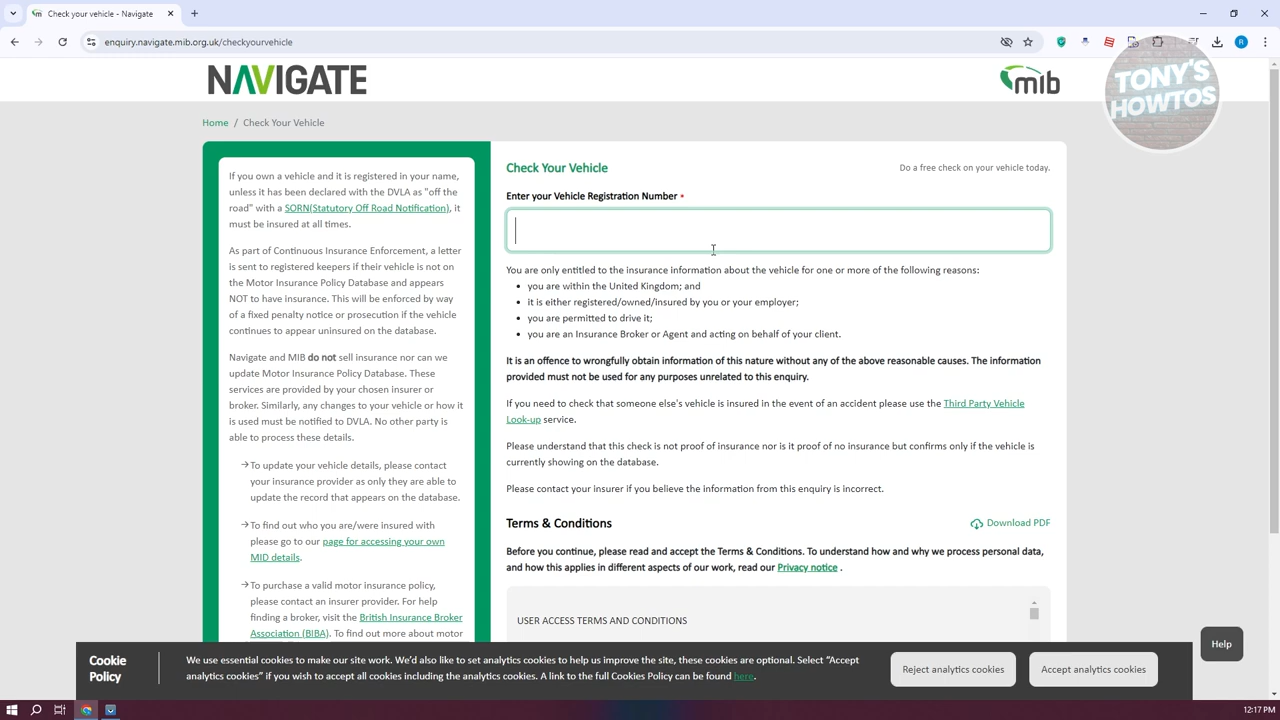 Check your vehicle - Navigate
enquiry.navigate.mib.org.uk/checkyourvehicle
R
NAVIGATE
mib
TONY'S
HOWTOS
Home / Check Your Vehicle
If you own a vehicle and it is registered in your name,
unless it has been declared with the DVLA as "off the
road" with a SORN(Statutory Off Road Notification), it
must be insured at all times.
As part of Continuous Insurance Enforcement, a letter
is sent to registered keepers if their vehicle is not on
the Motor Insurance Policy Database and appears
NOT to have insurance. This will be enforced by way
of a fixed penalty notice or prosecution if the vehicle
continues to appear uninsured on the database.
Navigate and MIB do not sell insurance nor can we
update Motor Insurance Policy Database. These
services are provided by your chosen insurer or
broker. Similarly, any changes to your vehicle or how it
is used must be notified to DVLA. No other party is
able to process these details.
To update your vehicle details, please contact
your insurance provider as only they are able to
update the record that appears on the database.
To find out who you are/were insured with
please go to our page for accessing your own
MID details.
To purchase a valid motor insurance policy,
please contact an insurer provider. For help
finding a broker, visit the British Insurance Broker
Association (BIBA). To find out more about motor
Check Your Vehicle
Do a free check on your vehicle today.
Enter your Vehicle Registration Number *
You are only entitled to the insurance information about the vehicle for one or more of the following reasons:
• you are within the United Kingdom; and
• it is either registered/owned/insured by you or your employer;
• you are permitted to drive it;
• you are an Insurance Broker or Agent and acting on behalf of your client.
It is an offence to wrongfully obtain information of this nature without any of the above reasonable causes. The information
provided must not be used for any purposes unrelated to this enquiry.
If you need to check that someone else's vehicle is insured in the event of an accident please use the Third Party Vehicle
Look-up service.
Please understand that this check is not proof of insurance nor is it proof of no insurance but confirms only if the vehicle is
currently showing on the database.
Please contact your insurer if you believe the information from this enquiry is incorrect.
Terms & Conditions
Download PDF
Before you continue, please read and accept the Terms & Conditions. To understand how and why we process personal data,
and how this applies in different aspects of our work, read our Privacy notice .
USER ACCESS TERMS AND CONDITIONS
Cookie
Policy
We use essential cookies to make our site work. We'd also like to set analytics cookies to help us improve the site, these cookies are optional. Select "Accept
analytics cookies" if you wish to accept all cookies including the analytics cookies. A link to the full Cookies Policy can be found here.
Reject analytics cookies
Accept analytics cookies
Help
12:17 PM